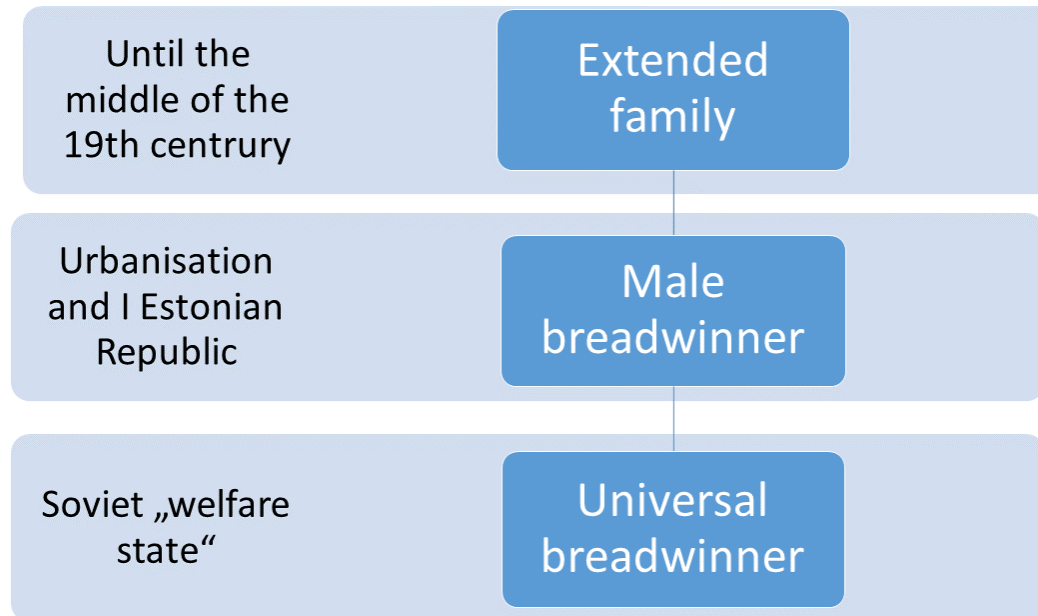 Until the
middle of the
19th centrury
Extended
family
Urbanisation
and I Estonian
Republic
Male
breadwinner
Soviet „welfare
state“
Universal
breadwinner